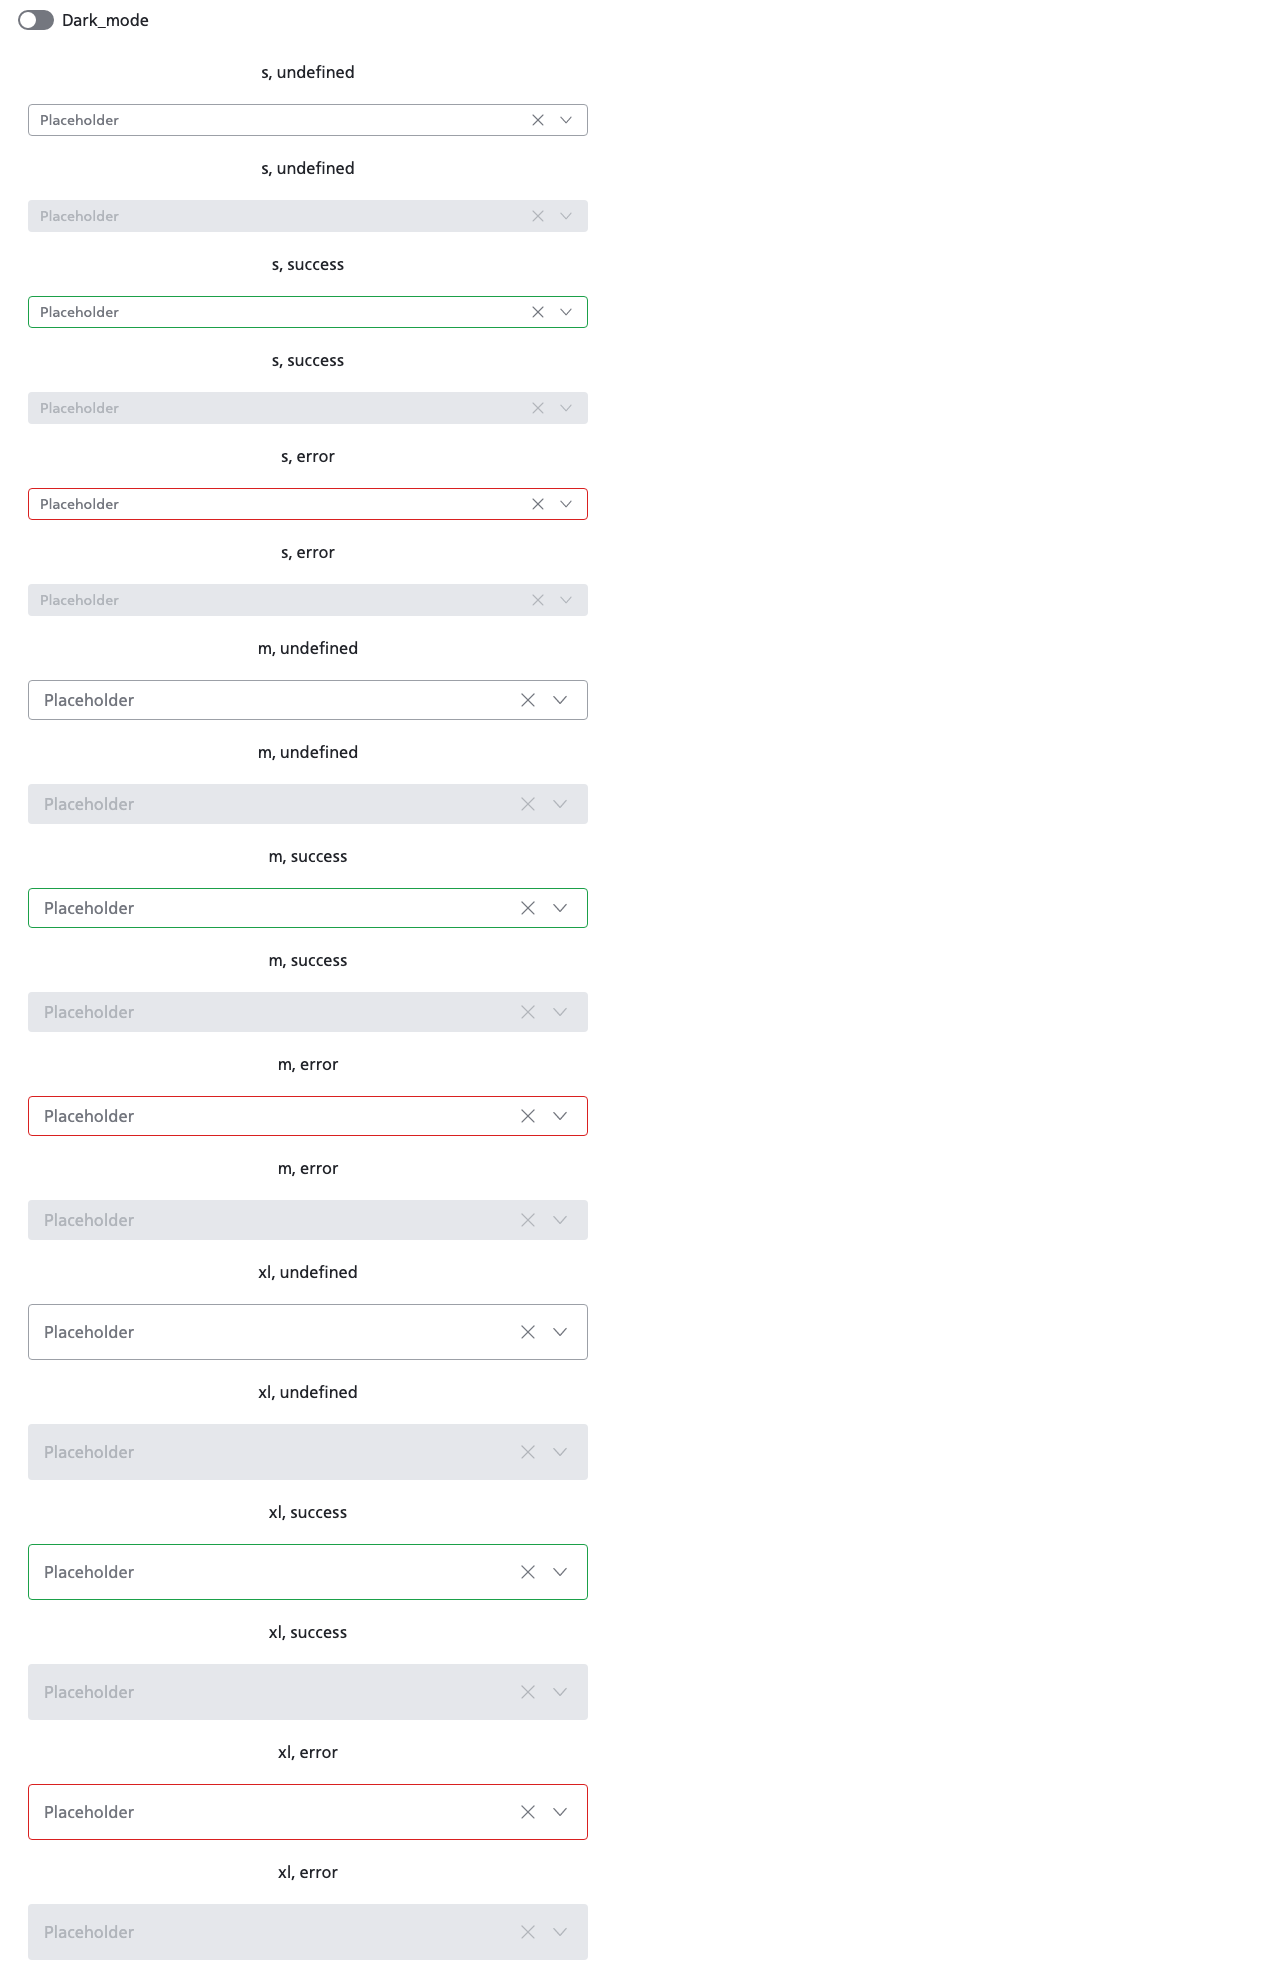 Dark_mode
s, undefined
Placeholder
s, undefined
Placeholder
s, success
Placeholder
s, success
Placeholder
s, error
Placeholder
s, error
Placeholder
m, undefined
Placeholder
m, undefined
Placeholder
m, success
Placeholder
m, success
Placeholder
m, error
Placeholder
m, error
Placeholder
xl, undefined
Placeholder
xl, undefined
Placeholder
xl, success
Placeholder
xl, success
Placeholder
xl, error
Placeholder
xl, error
Placeholder